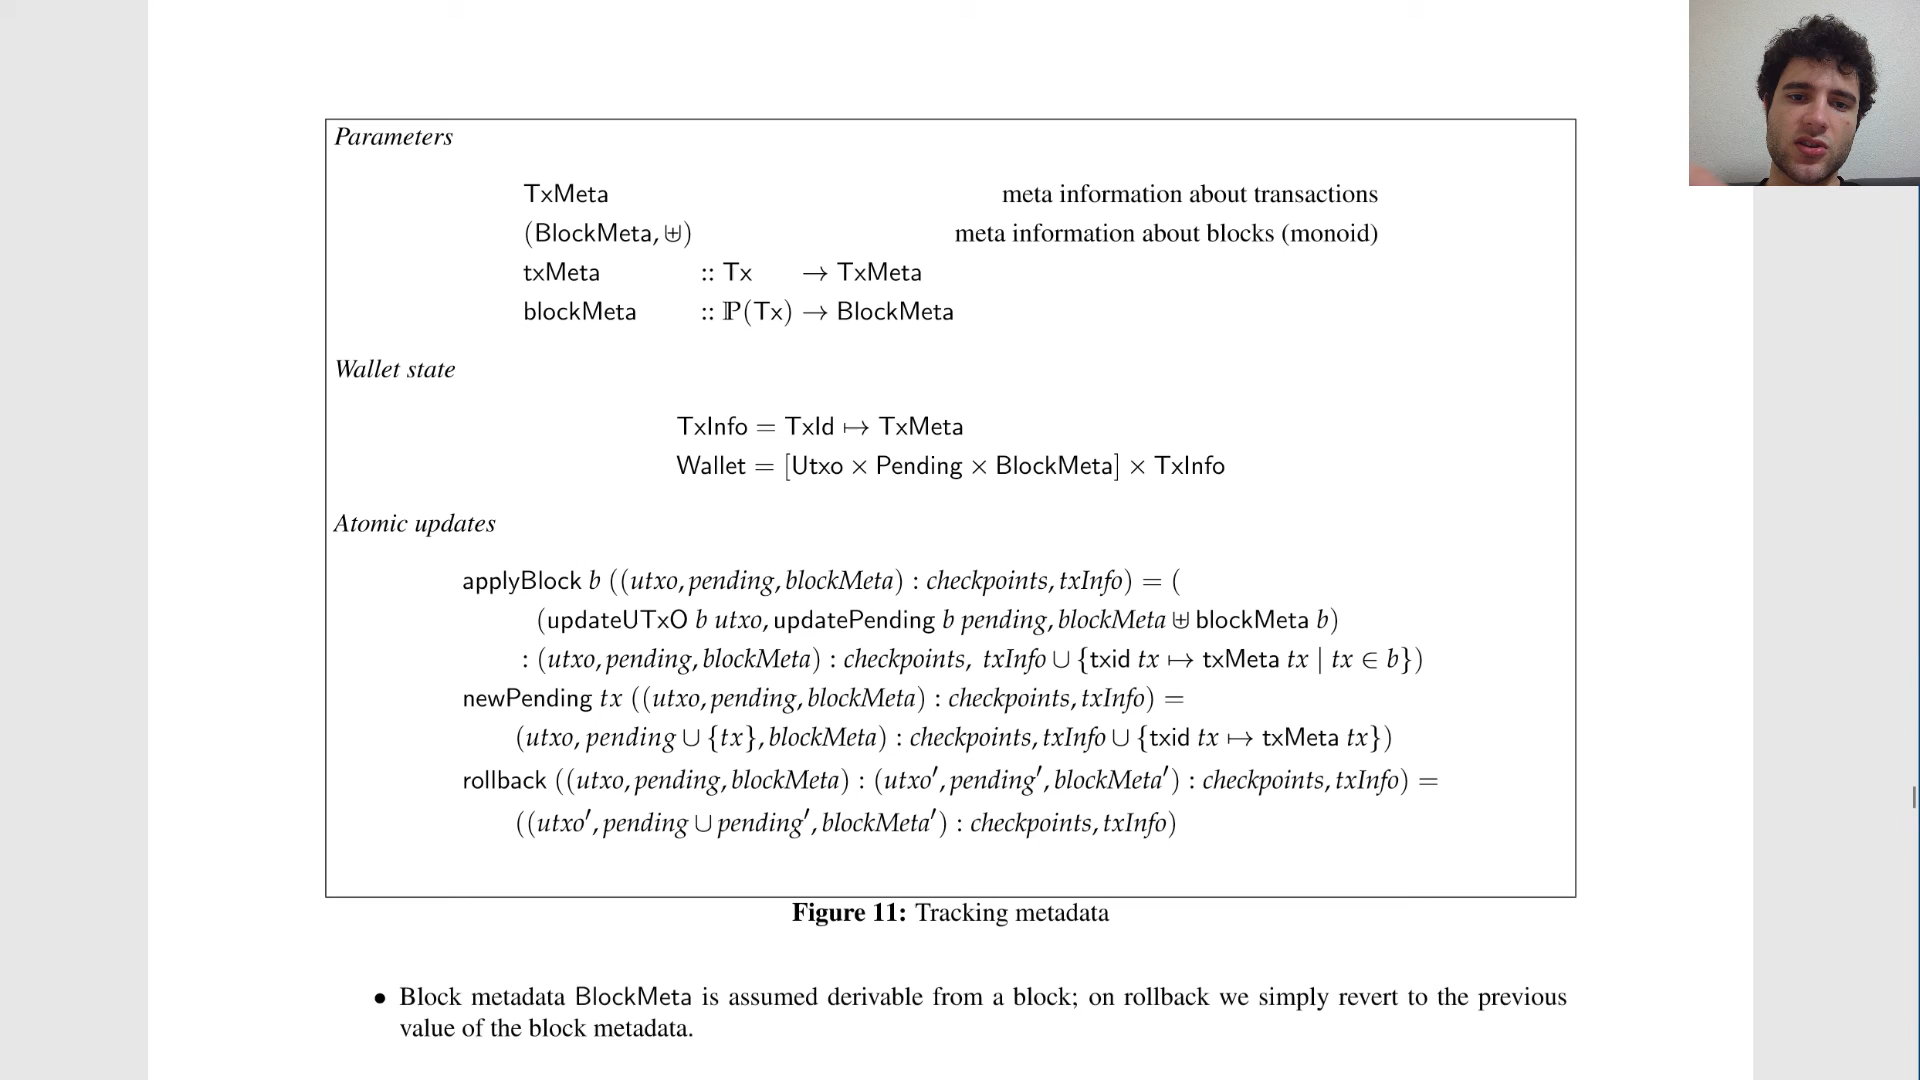 Parameters
TxMeta meta information about transactions
(BlockMeta, ⊎) meta information about blocks (monoid)
txMeta :: Tx → TxMeta
blockMeta :: ℙ(Tx) → BlockMeta
Wallet state
TxInfo = TxId ↦ TxMeta
Wallet = [Utxo × Pending × BlockMeta] × TxInfo
Atomic updates
applyBlock b ((utxo, pending, blockMeta) : checkpoints, txInfo) = (
(updateUTxO b utxo, updatePending b pending, blockMeta ⊎ blockMeta b)
: (utxo, pending, blockMeta) : checkpoints, txInfo ∪ {txid tx ↦ txMeta tx | tx ∈ b})
newPending tx ((utxo, pending, blockMeta) : checkpoints, txInfo) =
(utxo, pending ∪ {tx}, blockMeta) : checkpoints, txInfo ∪ {txid tx ↦ txMeta tx})
rollback ((utxo, pending, blockMeta) : (utxo′, pending′, blockMeta′) : checkpoints, txInfo) =
((utxo′, pending ∪ pending′, blockMeta′) : checkpoints, txInfo)
Figure 11: Tracking metadata
• Block metadata BlockMeta is assumed derivable from a block; on rollback we simply revert to the previous
value of the block metadata.